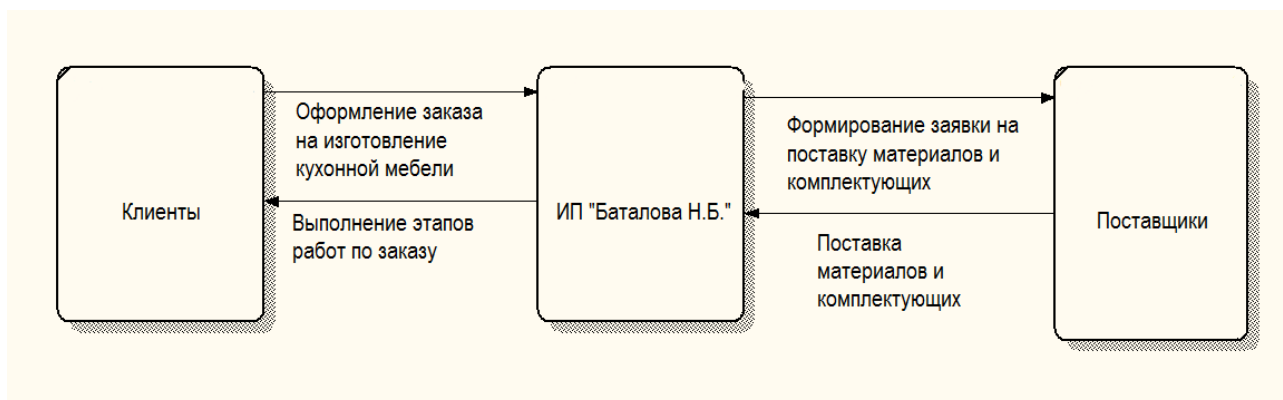 Клиенты
Оформление заказа
на изготовление
кухонной мебели
Выполнение этапов
работ по заказу
ИП "Баталова Н.Б."
Формирование заявки на
поставку материалов и
комплектующих
Поставка
материалов и
комплектующих
Поставщики